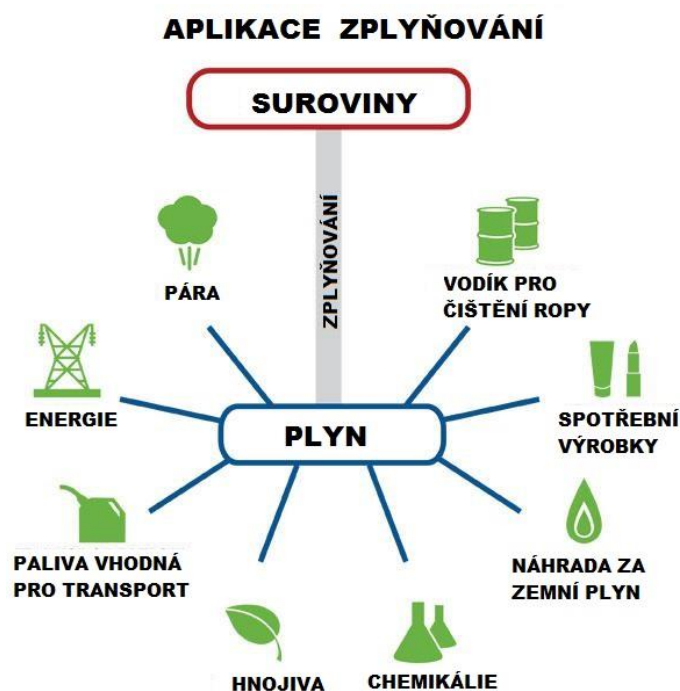 APLIKACE ZPLYŇOVÁNÍ
SUROVINY
ZPLYŇOVÁNÍ
PÁRA
VODÍK PRO
ČIŠTĚNÍ ROPY
ENERGIE
PLYN
SPOTŘEBNÍ
VÝROBKY
PALIVA VHODNÁ
PRO TRANSPORT
NÁHRADA ZA
ZEMNÍ PLYN
HNOJIVA
CHEMIKÁLIE